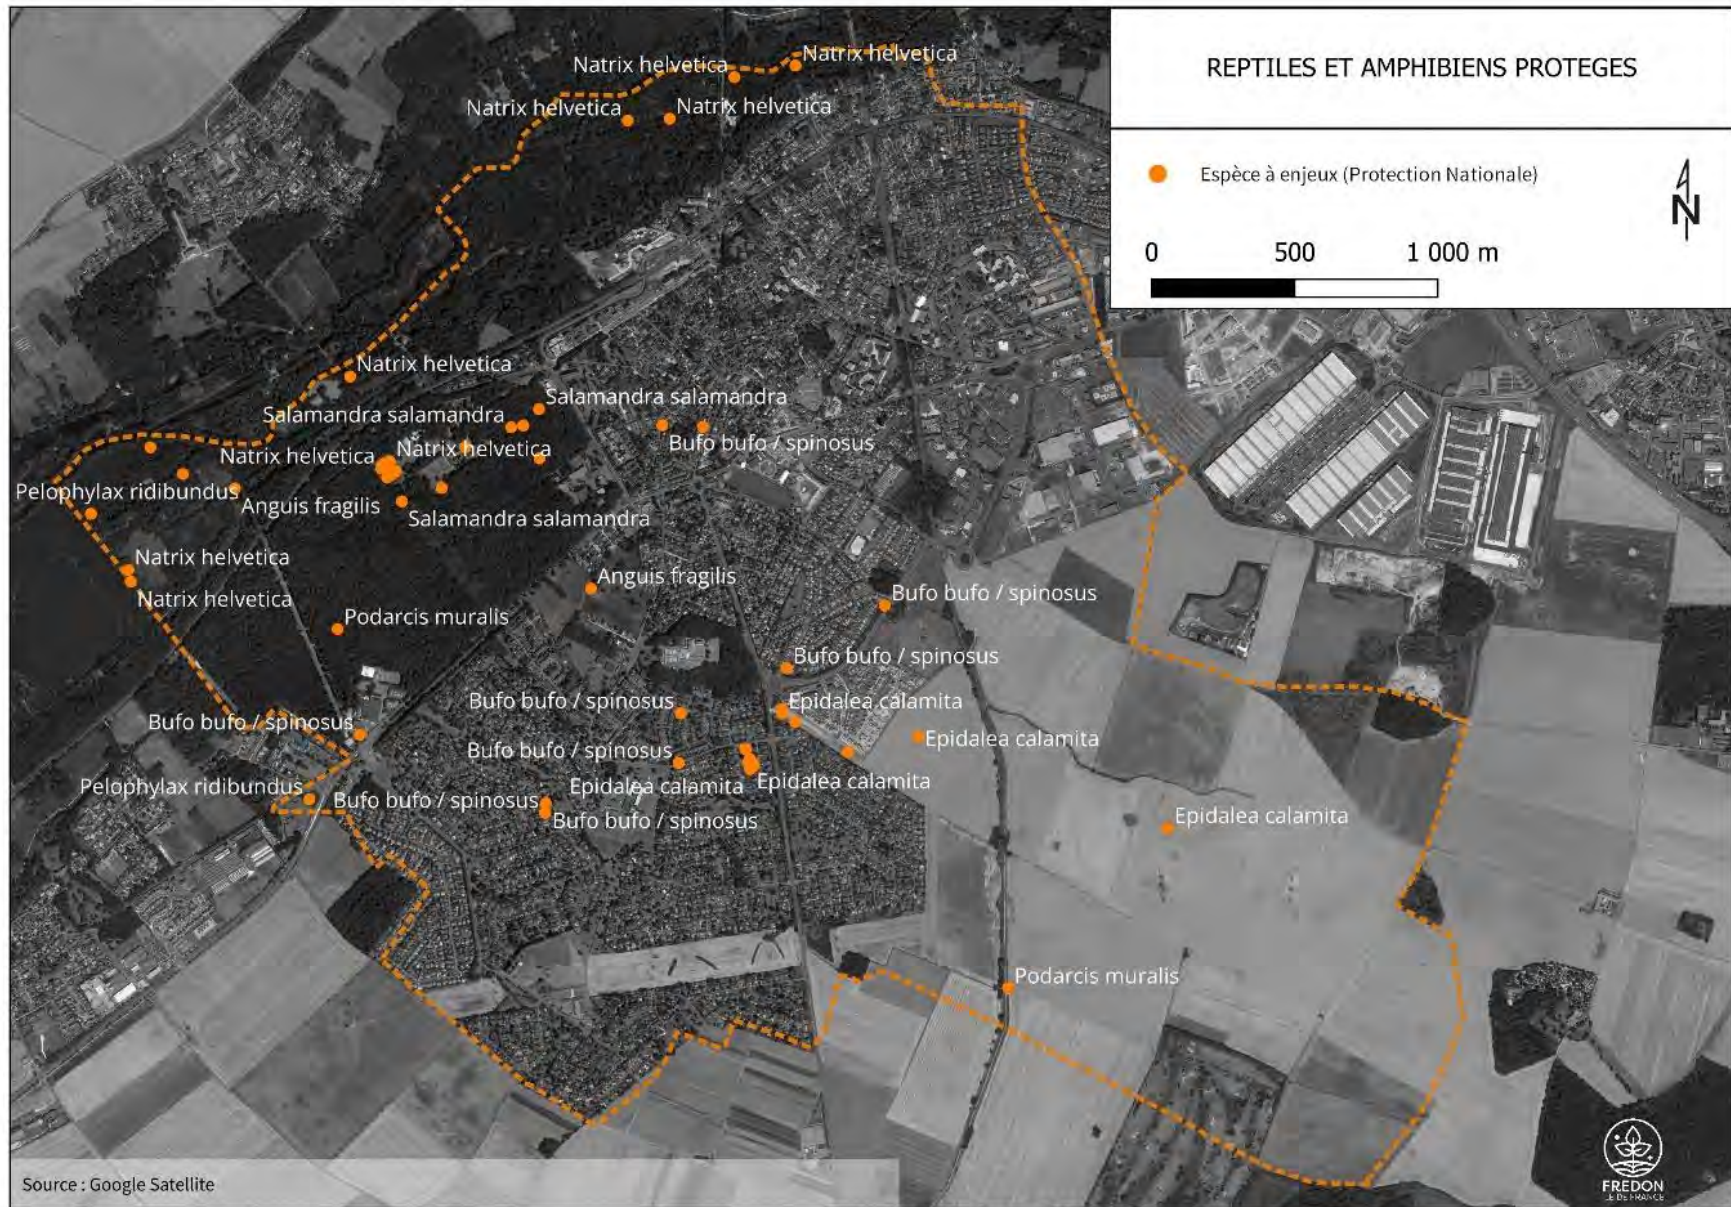 REPTILES ET AMPHIBIENS PROTEGES
Espèce à enjeux (Protection Nationale)
N
0 500 1 000 m
Natrix helvetica
Natrix helvetica
Natrix helvetica
Natrix helvetica
Natrix helvetica
Salamandra salamandra
Salamandra salamandra
Bufo bufo / spinosus
Natrix helvetica
Natrix helvetica
Pelophylax ridibundus
Anguis fragilis
Salamandra salamandra
Natrix helvetica
Natrix helvetica
Anguis fragilis
Bufo bufo / spinosus
Podarcis muralis
Bufo bufo / spinosus
Bufo bufo / spinosus
Epidalea calamita
Bufo bufo / spinosus
Epidalea calamita
Bufo bufo / spinosus
Epidalea calamita
Epidalea calamita
Pelophylax ridibundus
Bufo bufo / spinosus
Bufo bufo / spinosus
Epidalea calamita
Podarcis muralis
Source : Google Satellite
FREDON
ILE DE FRANCE